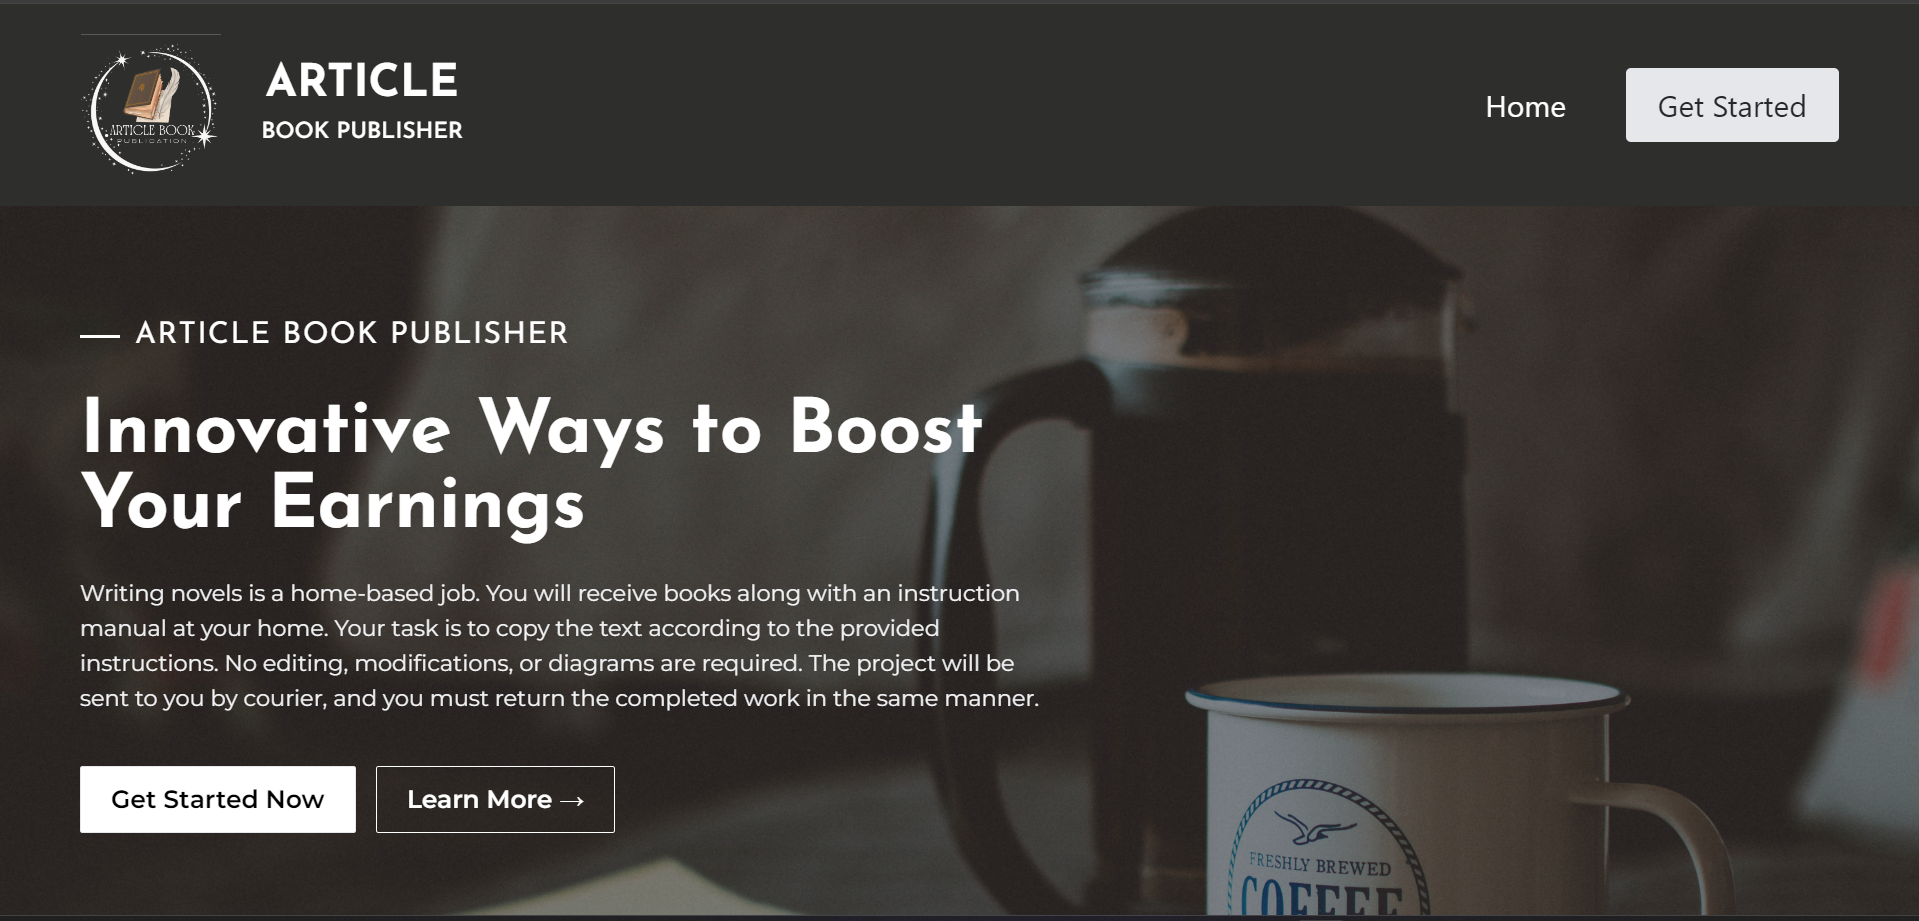 ARTICLE BOOK
PUBLICATION
ARTICLE
BOOK PUBLISHER
Home
Get Started
ARTICLE BOOK PUBLISHER
Innovative Ways to Boost
Your Earnings
Writing novels is a home-based job. You will receive books along with an instruction
manual at your home. Your task is to copy the text according to the provided
instructions. No editing, modifications, or diagrams are required. The project will be
sent to you by courier, and you must return the completed work in the same manner.
Get Started Now
Learn More →
FRESHLY BREWED
COFFEE